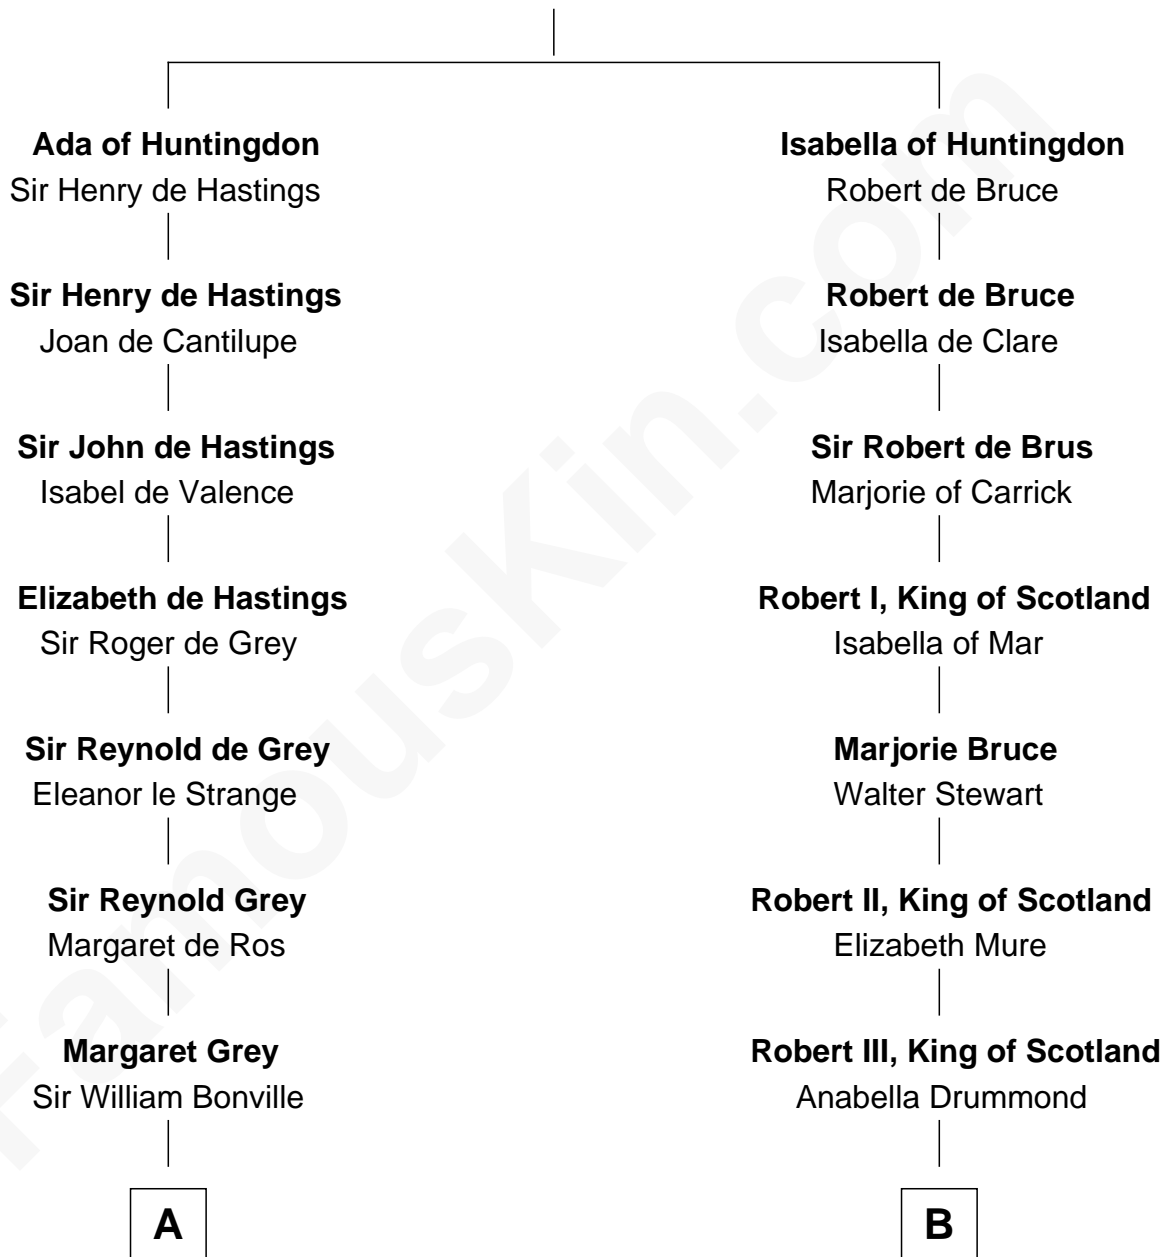 Ada of Huntingdon
Sir Henry de Hastings
Sir Henry de Hastings
Joan de Cantilupe
Sir John de Hastings
Isabel de Valence
Elizabeth de Hastings
Sir Roger de Grey
Sir Reynold de Grey
Eleanor le Strange
Sir Reynold Grey
Margaret de Ros
Margaret Grey
Sir William Bonville
A
Isabella of Huntingdon
Robert de Bruce
Robert de Bruce
Isabella de Clare
Sir Robert de Brus
Marjorie of Carrick
Robert I, King of Scotland
Isabella of Mar
Marjorie Bruce
Walter Stewart
Robert II, King of Scotland
Elizabeth Mure
Robert III, King of Scotland
Anabella Drummond
B
FamousKin.com